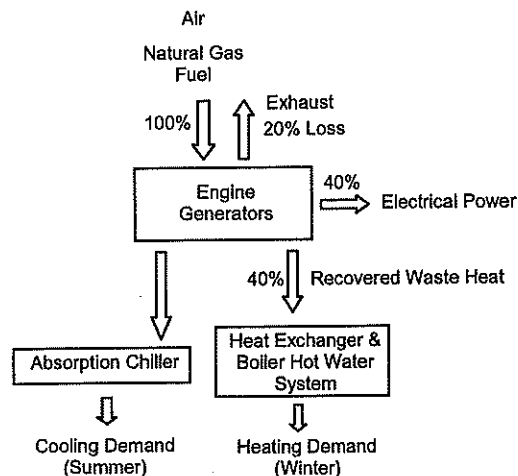 Air
Natural Gas
Fuel
100%
Exhaust
20% Loss
Engine
Generators
40%
Electrical Power
40%
Recovered Waste Heat
Absorption Chiller
Heat Exchanger &
Boiler Hot Water
System
Cooling Demand
(Summer)
Heating Demand
(Winter)